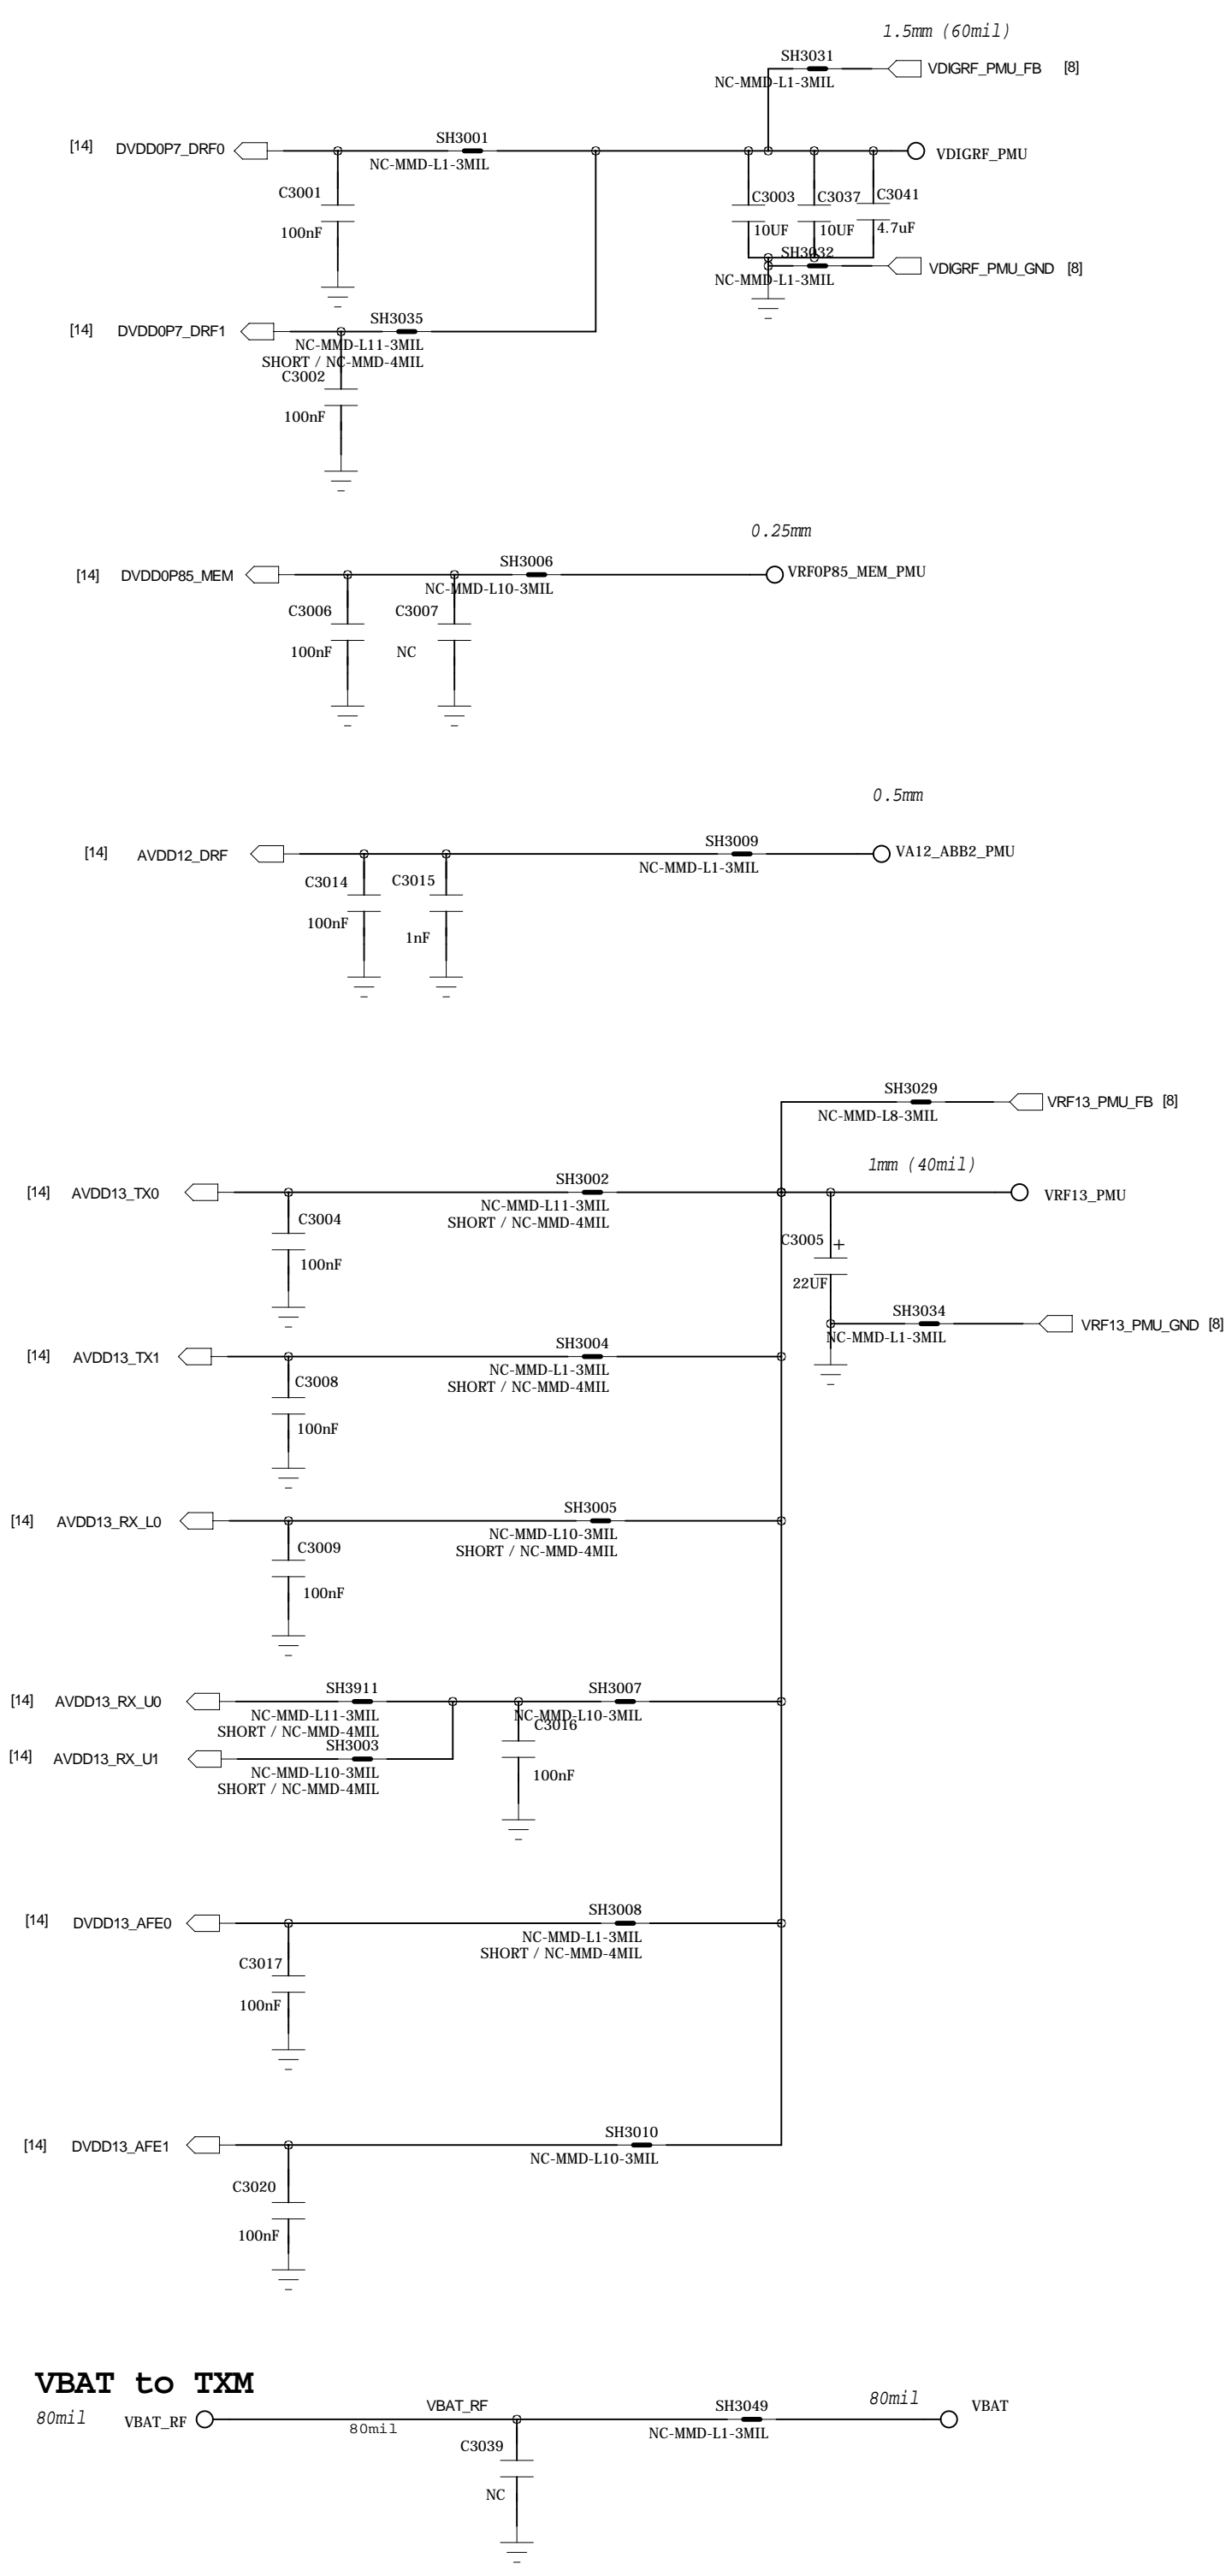 1.5mm (60mil)
SH3031
NC-MMD-L1-3MIL
VDIGRF_PMU_FB [8]
[14] DVDD0P7_DRF0
SH3001
NC-MMD-L1-3MIL
VDIGRF_PMU
C3001
100nF
C3003
10UF
C3037
10UF
C3041
4.7uF
SH3032
NC-MMD-L1-3MIL
VDIGRF_PMU_GND [8]
[14] DVDD0P7_DRF1
SH3035
NC-MMD-L11-3MIL
SHORT / NC-MMD-4MIL
C3002
100nF
0.25mm
[14] DVDD0P85_MEM
SH3006
NC-MMD-L10-3MIL
VRF0P85_MEM_PMU
C3006
100nF
C3007
NC
0.5mm
[14] AVDD12_DRF
SH3009
NC-MMD-L1-3MIL
VA12_ABB2_PMU
C3014
100nF
C3015
1nF
SH3029
NC-MMD-L8-3MIL
VRF13_PMU_FB [8]
1mm (40mil)
[14] AVDD13_TX0
SH3002
NC-MMD-L11-3MIL
SHORT / NC-MMD-4MIL
VRF13_PMU
C3004
100nF
C3005 +
22UF
SH3034
NC-MMD-L1-3MIL
VRF13_PMU_GND [8]
[14] AVDD13_TX1
SH3004
NC-MMD-L1-3MIL
SHORT / NC-MMD-4MIL
C3008
100nF
[14] AVDD13_RX_L0
SH3005
NC-MMD-L10-3MIL
SHORT / NC-MMD-4MIL
C3009
100nF
[14] AVDD13_RX_U0
SH3911
NC-MMD-L11-3MIL
SHORT / NC-MMD-4MIL
SH3007
NC-MMD-L10-3MIL
C3016
100nF
[14] AVDD13_RX_U1
SH3003
NC-MMD-L10-3MIL
SHORT / NC-MMD-4MIL
[14] DVDD13_AFE0
SH3008
NC-MMD-L1-3MIL
SHORT / NC-MMD-4MIL
C3017
100nF
[14] DVDD13_AFE1
SH3010
NC-MMD-L10-3MIL
C3020
100nF
VBAT to TXM
80mil
VBAT_RF
VBAT_RF
80mil
SH3049
NC-MMD-L1-3MIL
80mil
VBAT
C3039
NC